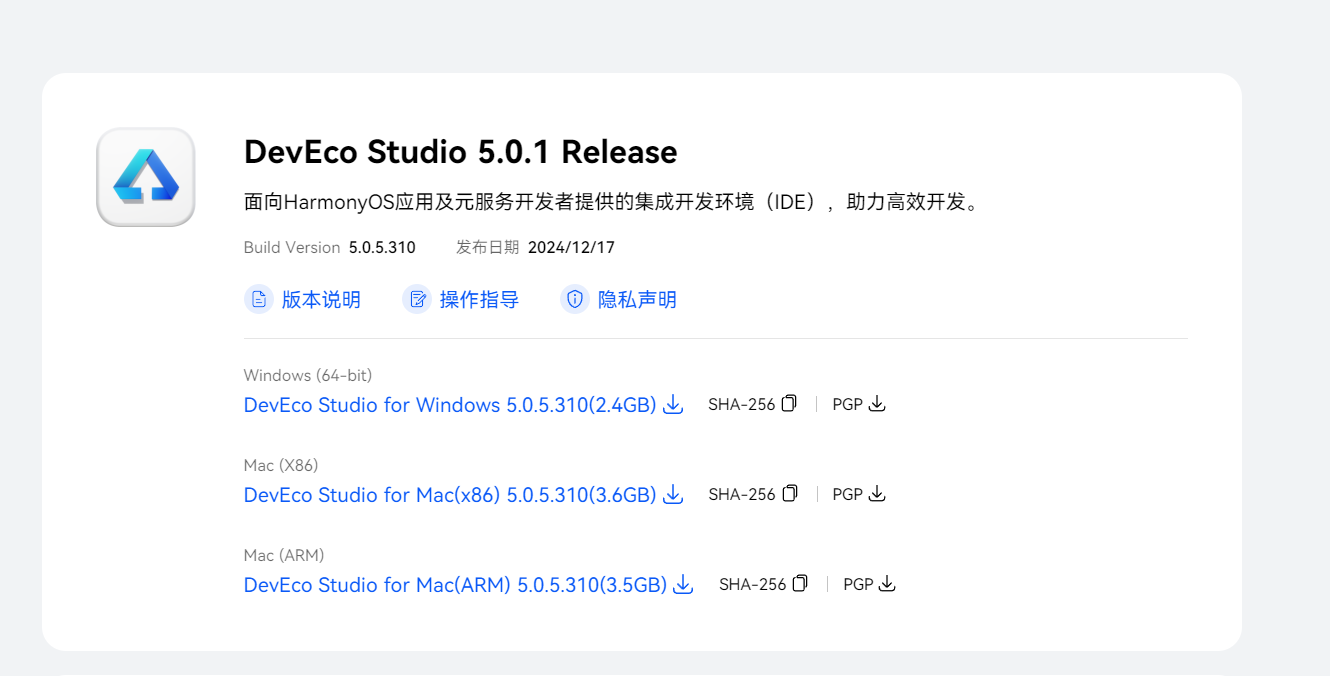 DevEco Studio 5.0.1 Release
面向HarmonyOS应用及元服务开发者提供的集成开发环境（IDE），助力高效开发。
Build Version 5.0.5.310 发布日期 2024/12/17
版本说明 操作指导 隐私声明
Windows (64-bit)
DevEco Studio for Windows 5.0.5.310(2.4GB) SHA-256 PGP
Mac (X86)
DevEco Studio for Mac(x86) 5.0.5.310(3.6GB) SHA-256 PGP
Mac (ARM)
DevEco Studio for Mac(ARM) 5.0.5.310(3.5GB) SHA-256 PGP